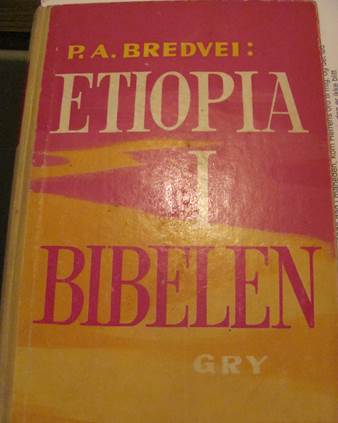 P. A. BREDVEI:
ETIOPIA
I
BIBELEN
GRY